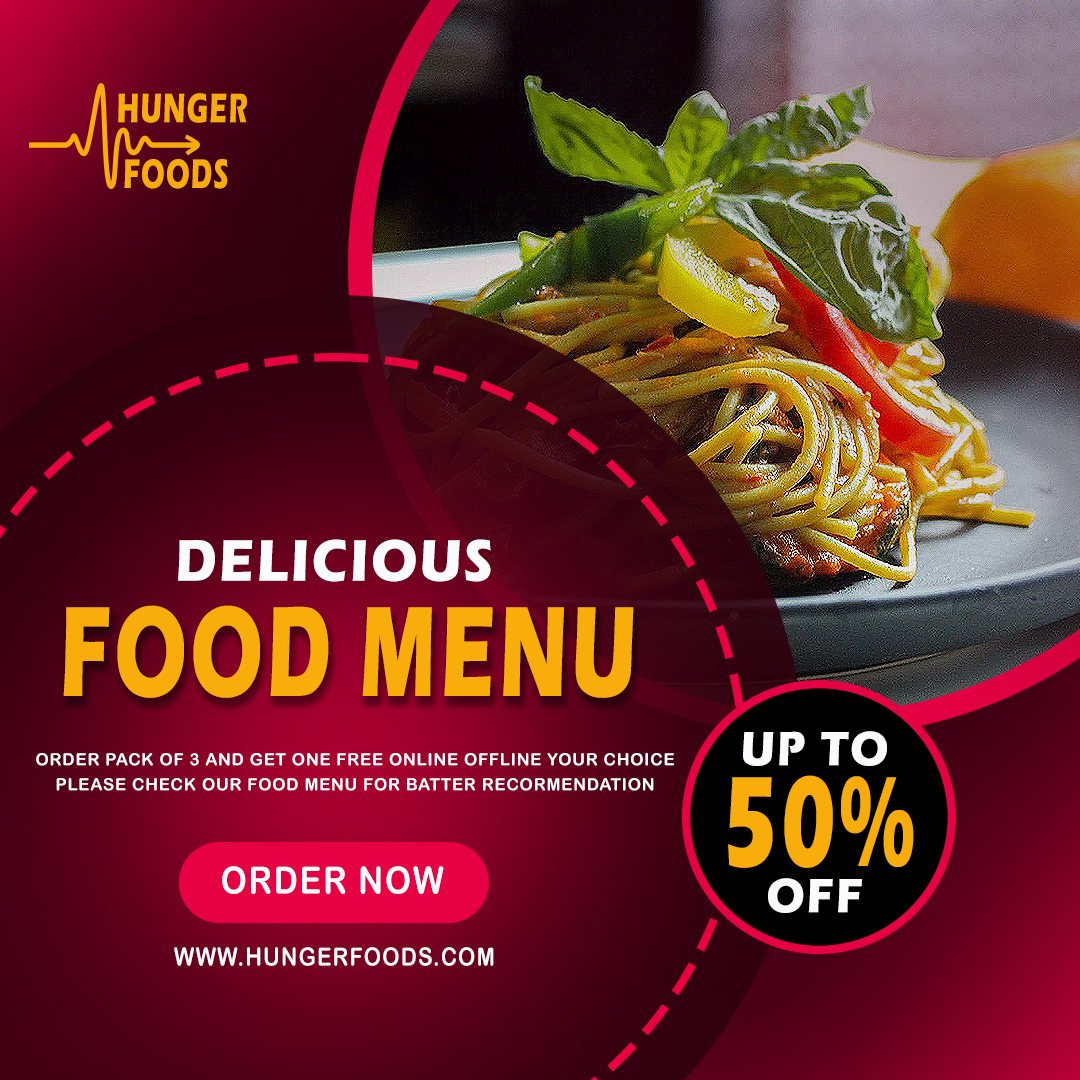 HUNGER
FOODS
DELICIOUS
FOOD MENU
ORDER PACK OF 3 AND GET ONE FREE ONLINE OFFLINE YOUR CHOICE
PLEASE CHECK OUR FOOD MENU FOR BATTER RECORMENDATION
ORDER NOW
WWW.HUNGERFOODS.COM
UP TO
50%
OFF